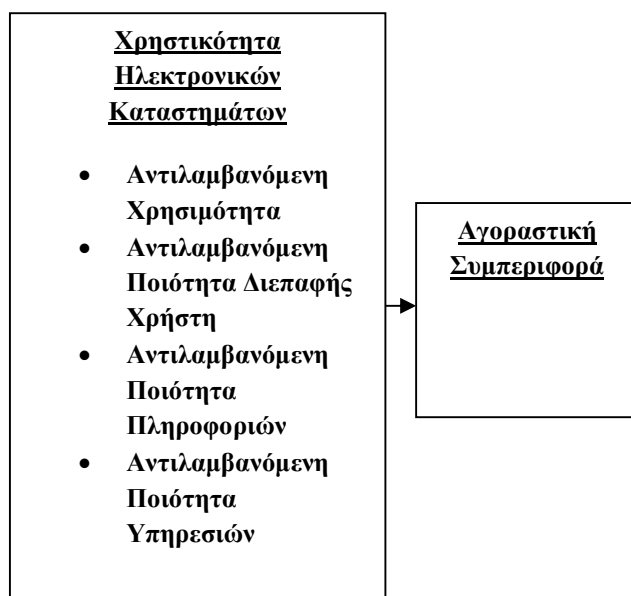 Χρηστικότητα
Ηλεκτρονικών
Καταστημάτων
• Αντιλαμβανόμενη
Χρησιμότητα
• Αντιλαμβανόμενη
Ποιότητα Διεπαφής
Χρήστη
• Αντιλαμβανόμενη
Ποιότητα
Πληροφοριών
• Αντιλαμβανόμενη
Ποιότητα
Υπηρεσιών
Αγοραστική
Συμπεριφορά